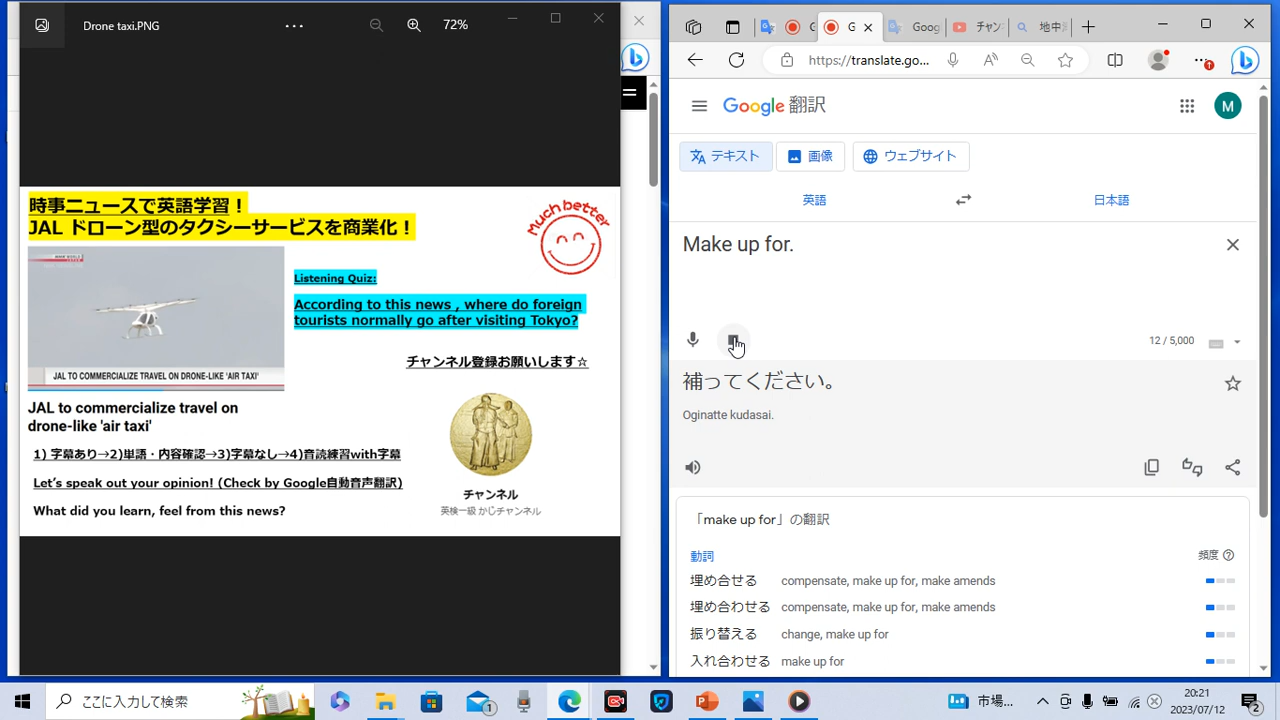 Drone taxi.PNG
72%
時事ニュースで英語学習！
JAL ドローン型のタクシーサービスを商業化！
Much better
JAL TO COMMERCIALIZE TRAVEL ON DRONE-LIKE 'AIR TAXI'
Listening Quiz:
According to this news , where do foreign
tourists normally go after visiting Tokyo?
チャンネル登録お願いします☆
JAL to commercialize travel on
drone-like 'air taxi'
1) 字幕あり→2)単語・内容確認→3)字幕なし→4)音読練習with字幕
Let's speak out your opinion! (Check by Google自動音声翻訳)
What did you learn, feel from this news?
チャンネル
英検一級 かじチャンネル
G
Goog
チャン
地中
https://translate.go...
Google 翻訳
M
テキスト
画像
ウェブサイト
英語
日本語
Make up for.
12 / 5,000
補ってください。
Oginatte kudasai.
「make up for」の翻訳
動詞
頻度
埋め合せる compensate, make up for, make amends
埋め合わせる compensate, make up for, make amends
振り替える change, make up for
入れ合わせる make up for
ここに入力して検索
1
市場...
20:21
2023/07/12
2